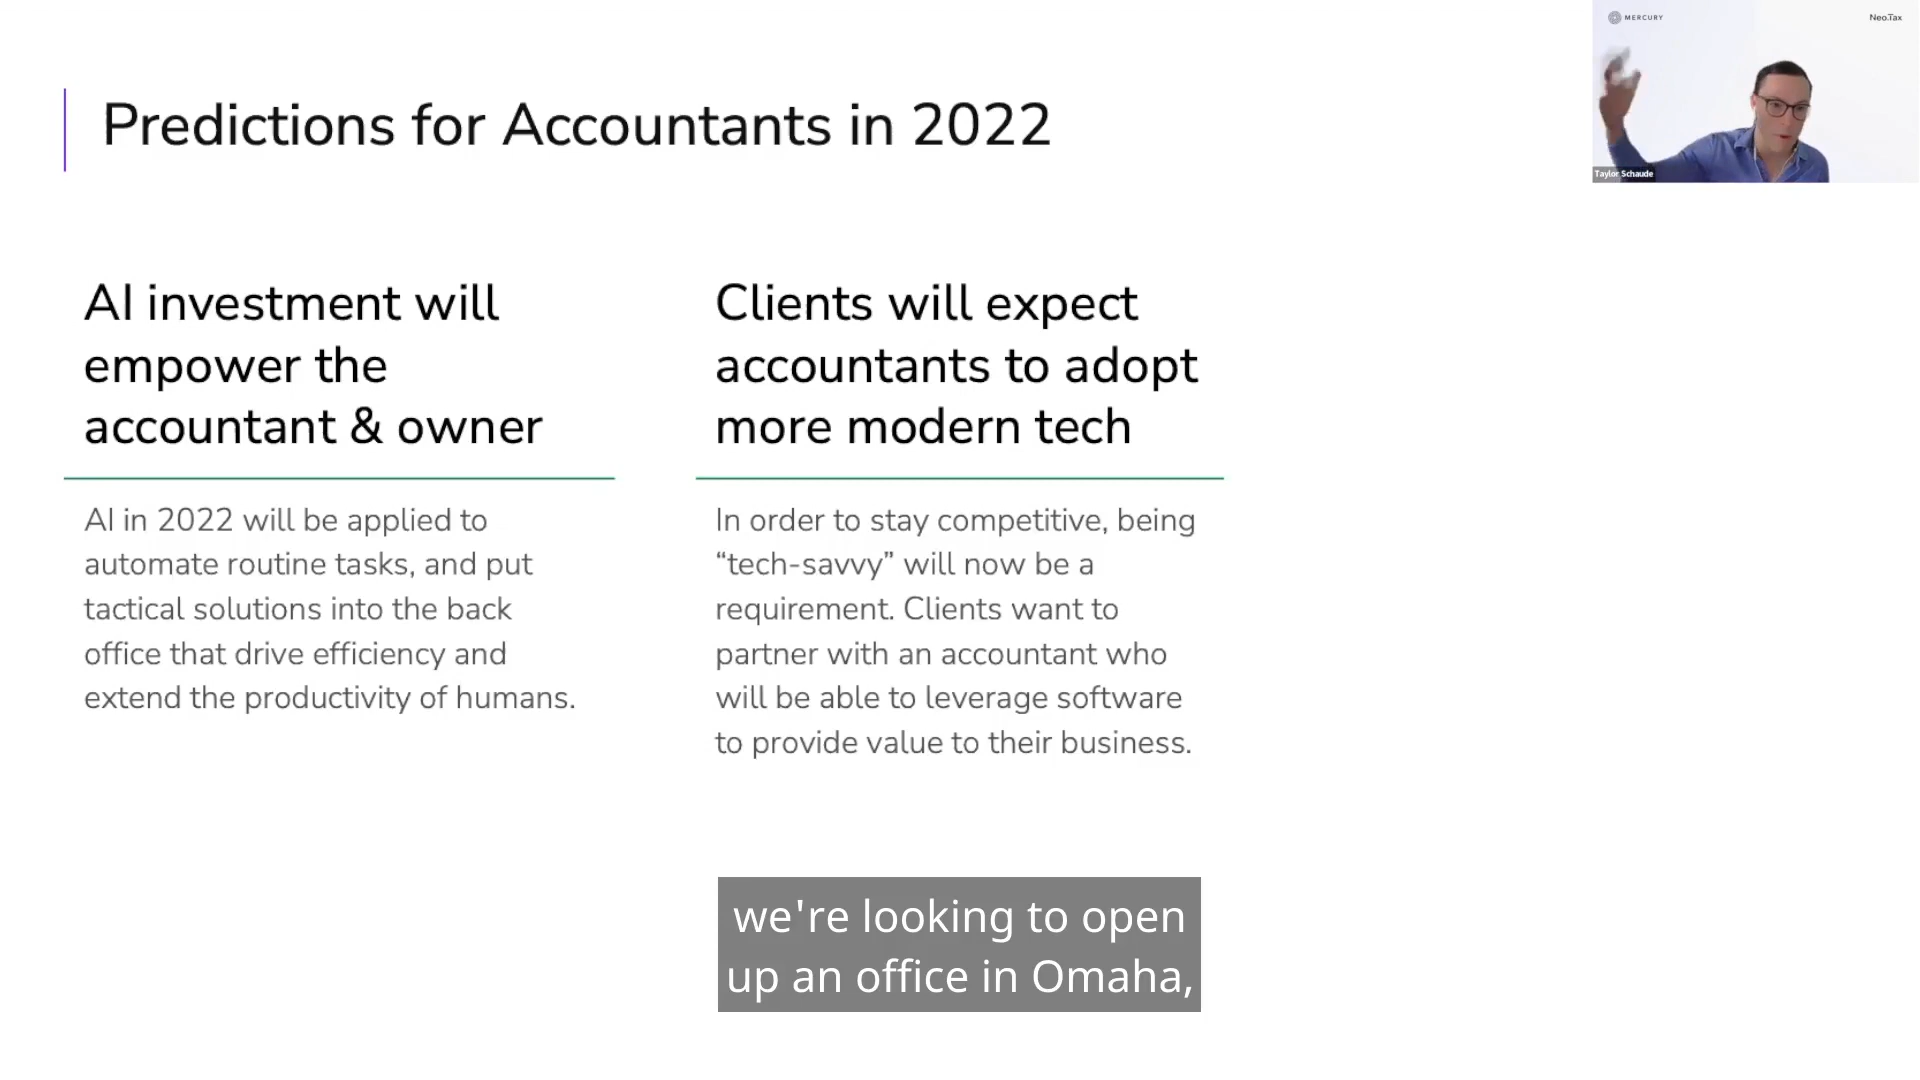 MERCURY
Neo.Tax
Taylor Schaude
Predictions for Accountants in 2022
AI investment will
empower the
accountant & owner
AI in 2022 will be applied to
automate routine tasks, and put
tactical solutions into the back
office that drive efficiency and
extend the productivity of humans.
Clients will expect
accountants to adopt
more modern tech
In order to stay competitive, being
“tech-savvy” will now be a
requirement. Clients want to
partner with an accountant who
will be able to leverage software
to provide value to their business.
we're looking to open
up an office in Omaha,